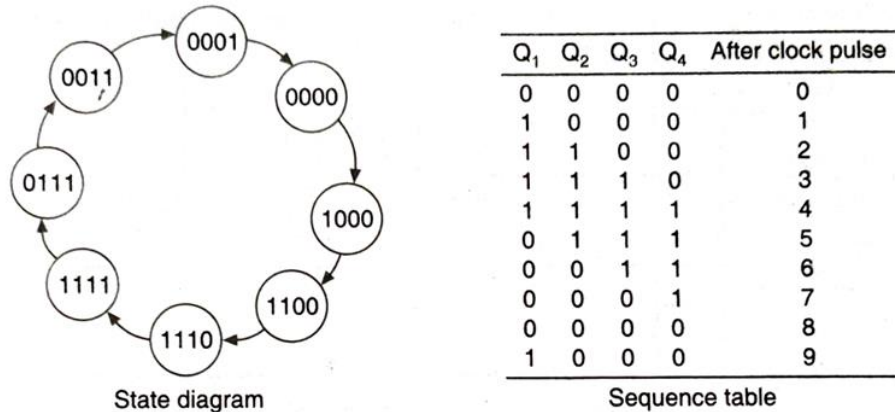 0001
0000
1000
1100
1110
1111
0111
0011
State diagram
Q1 Q2 Q3 Q4 After clock pulse
0 0 0 0 0
1 0 0 0 1
1 1 0 0 2
1 1 1 0 3
1 1 1 1 4
0 1 1 1 5
0 0 1 1 6
0 0 0 1 7
0 0 0 0 8
1 0 0 0 9
Sequence table